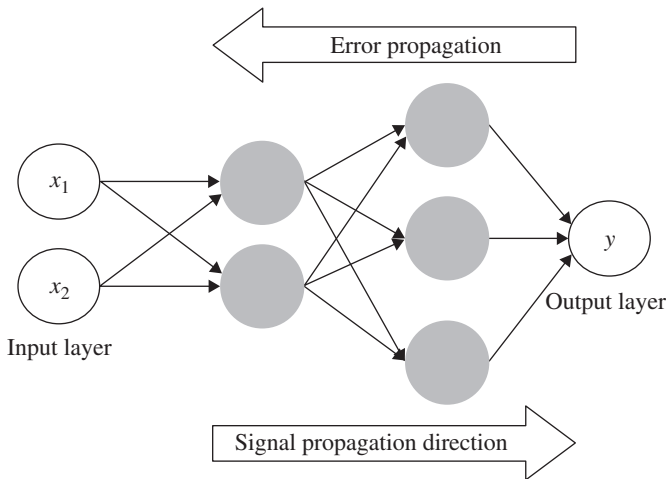 Error propagation
x₁
x₂
y
Input layer
Output layer
Signal propagation direction